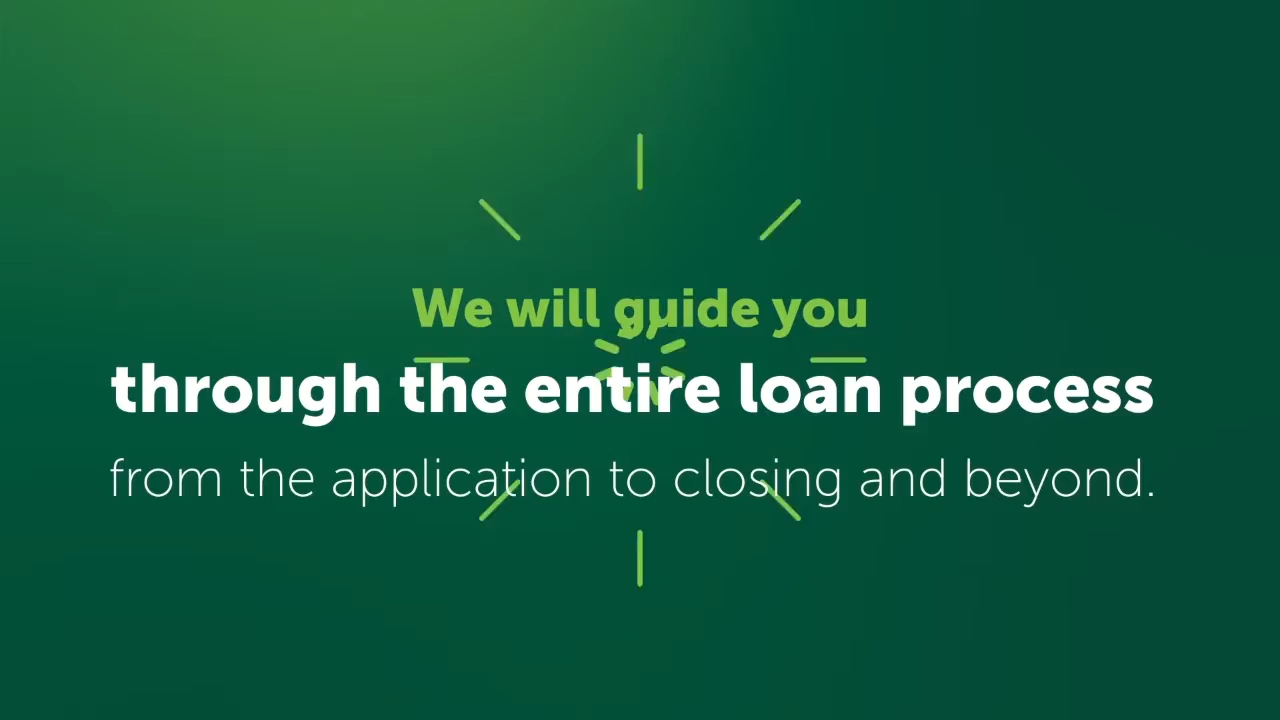 We will guide you
through the entire loan process
from the application to closing and beyond.